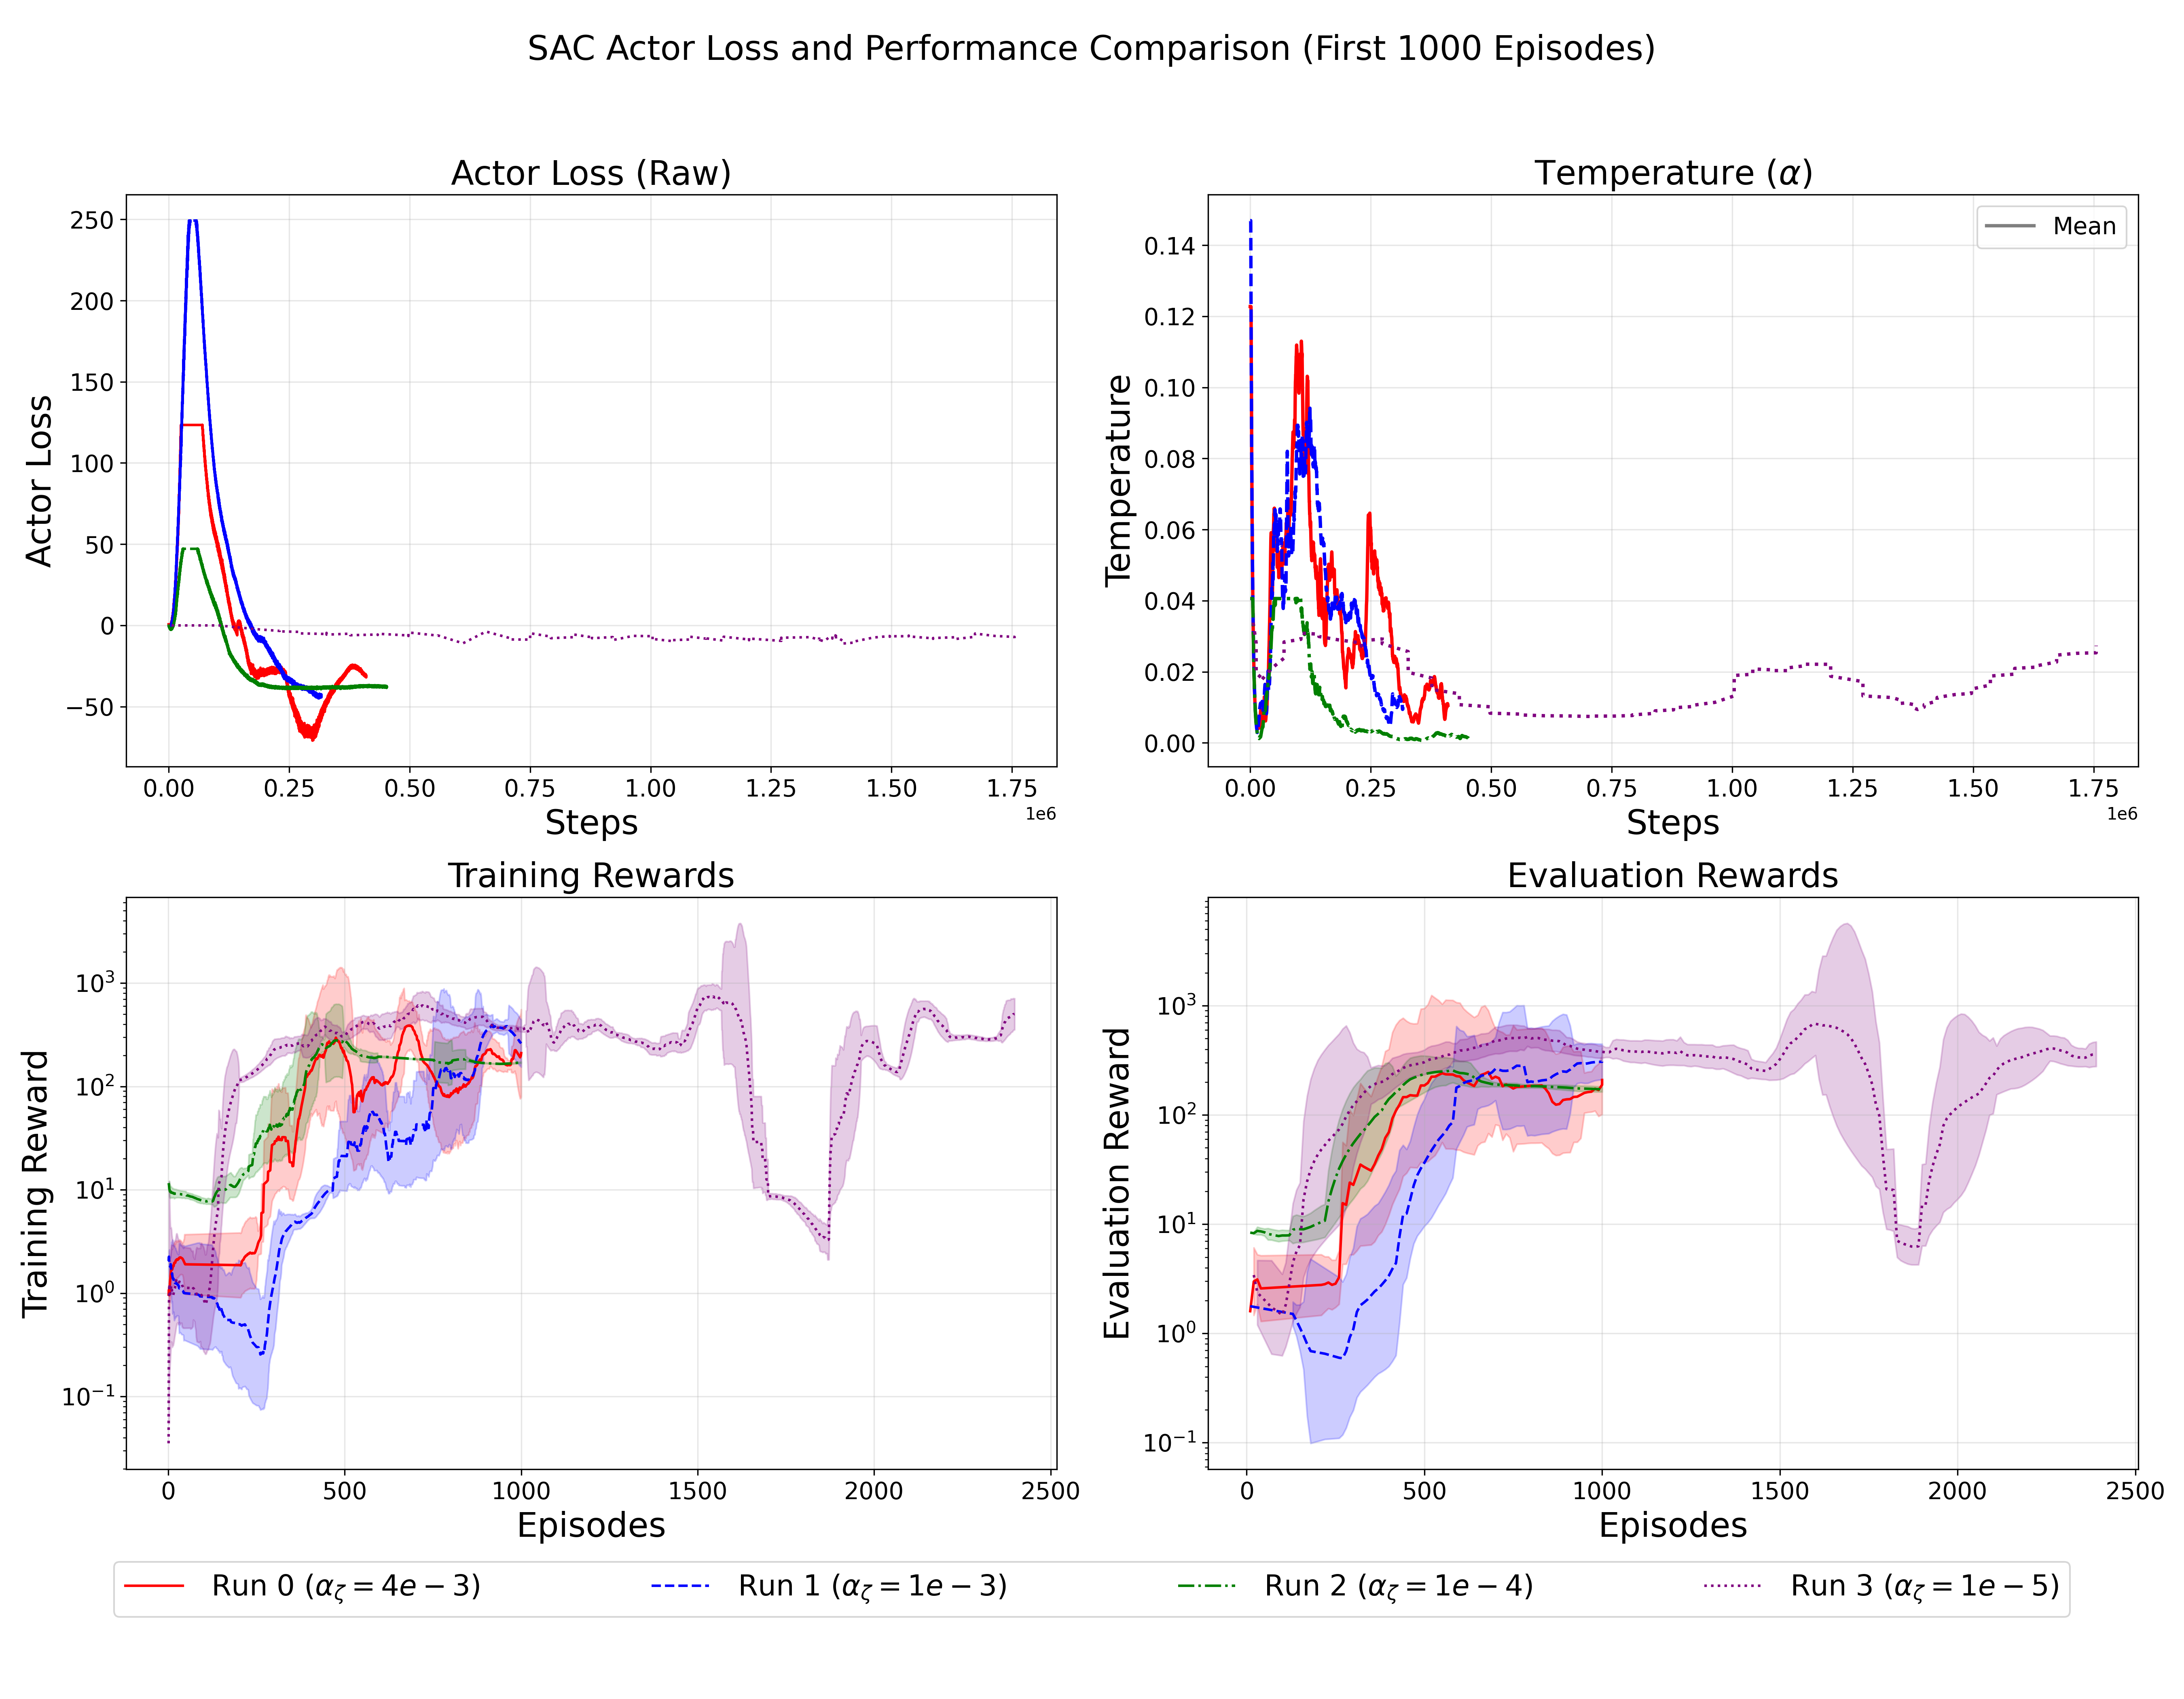 SAC Actor Loss and Performance Comparison (First 1000 Episodes)
Actor Loss (Raw)
Actor Loss
250
200
150
100
50
0
−50
0.00 0.25 0.50 0.75 1.00 1.25 1.50 1.75
1e6
Steps
Temperature (α)
Mean
Temperature
0.14
0.12
0.10
0.08
0.06
0.04
0.02
0.00
0.00 0.25 0.50 0.75 1.00 1.25 1.50 1.75
1e6
Steps
Training Rewards
Training Reward
10³
10²
10¹
10⁰
10⁻¹
0 500 1000 1500 2000 2500
Episodes
Evaluation Rewards
Evaluation Reward
10³
10²
10¹
10⁰
10⁻¹
0 500 1000 1500 2000 2500
Episodes
Run 0 (α_ζ = 4e − 3) Run 1 (α_ζ = 1e − 3) Run 2 (α_ζ = 1e − 4) Run 3 (α_ζ = 1e − 5)